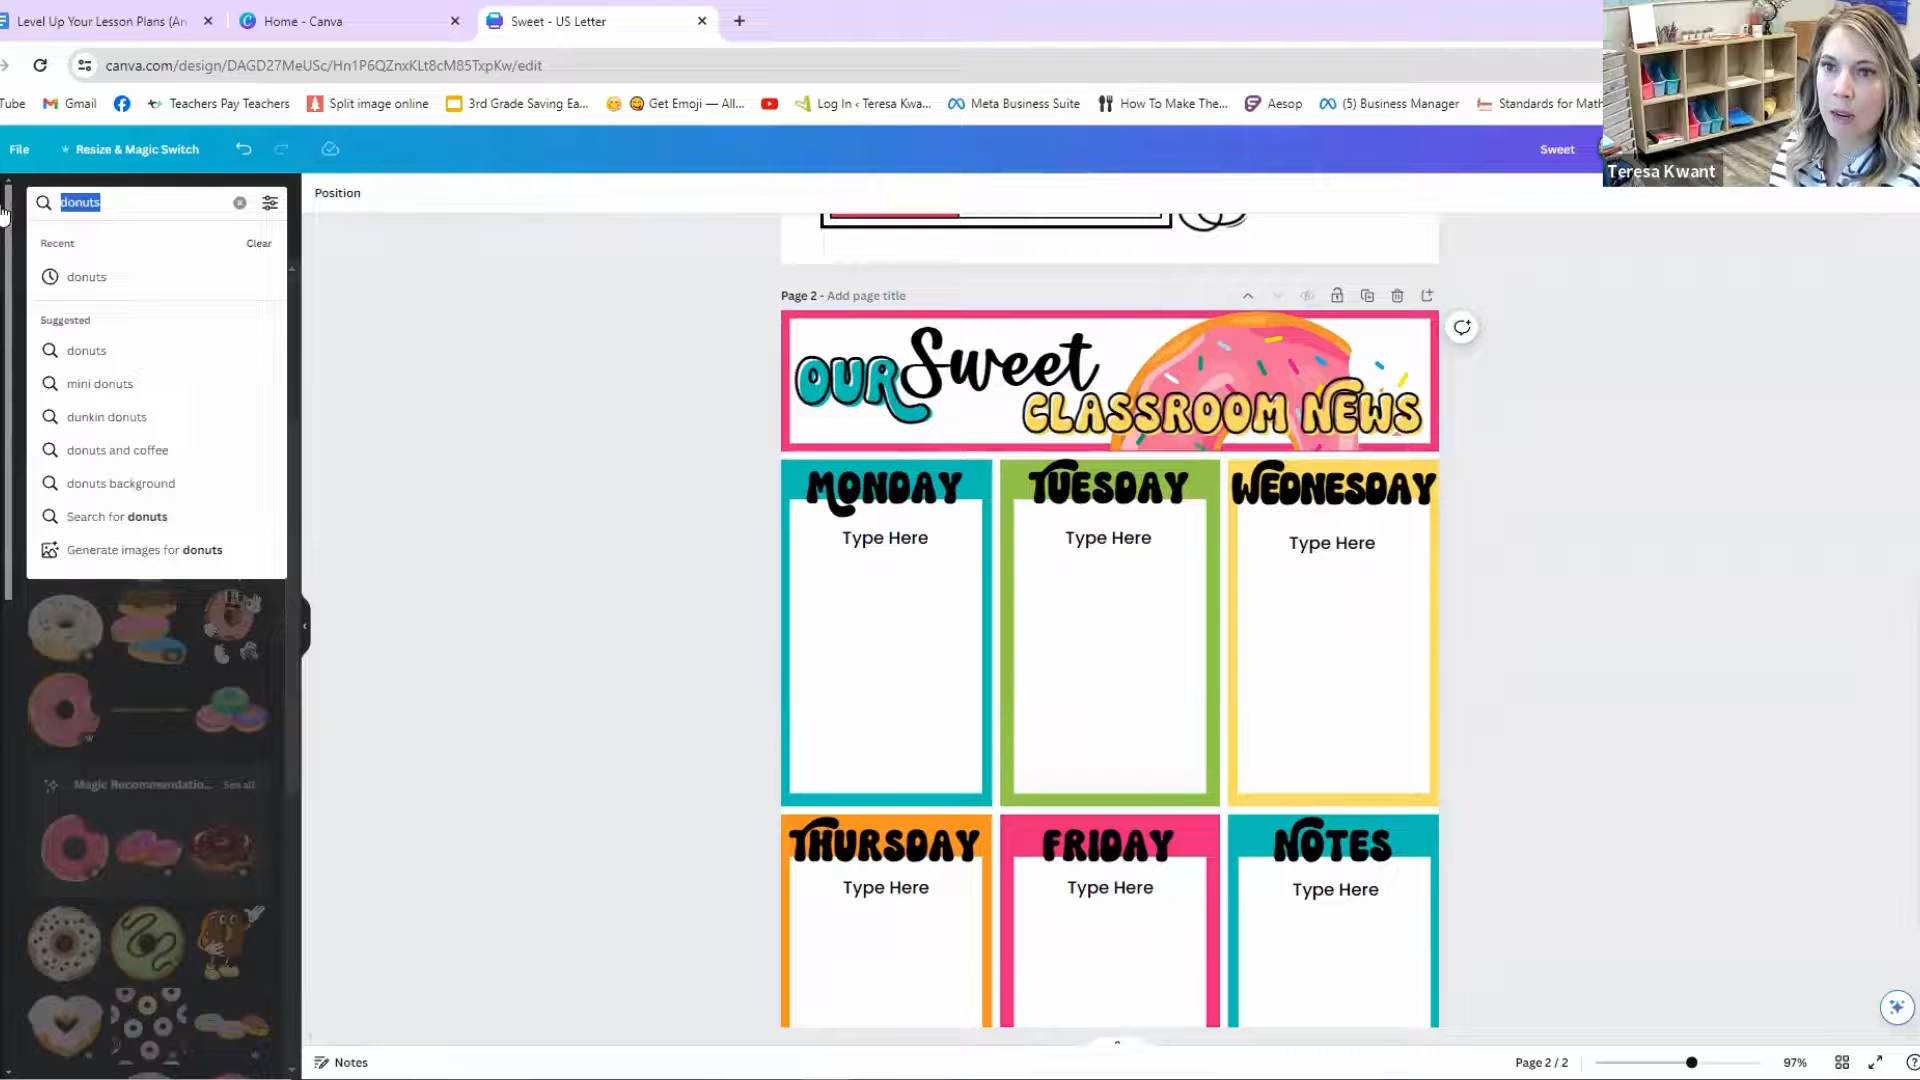 Level Up Your Lesson Plans (An
Home - Canva
Sweet - US Letter
canva.com/design/DAGD27MeUSc/Hn1P6QZnxKLt8cM85TxpKw/edit
Tube
Gmail
Teachers Pay Teachers
Split image online
3rd Grade Saving Ea...
Get Emoji — All...
Log In ‹ Teresa Kwa...
Meta Business Suite
How To Make The...
Aesop
(5) Business Manager
Standards for Math
File
Resize & Magic Switch
Sweet
Teresa Kwant
donuts
Position
Recent
Clear
donuts
Suggested
donuts
mini donuts
dunkin donuts
donuts and coffee
donuts background
Search for donuts
Generate images for donuts
Magic Recommendatio...
See all
Page 2 - Add page title
OUR Sweet
CLASSROOM NEWS
MONDAY
TUESDAY
WEDNESDAY
Type Here
Type Here
Type Here
THURSDAY
FRIDAY
NOTES
Type Here
Type Here
Type Here
Notes
Page 2 / 2
97%